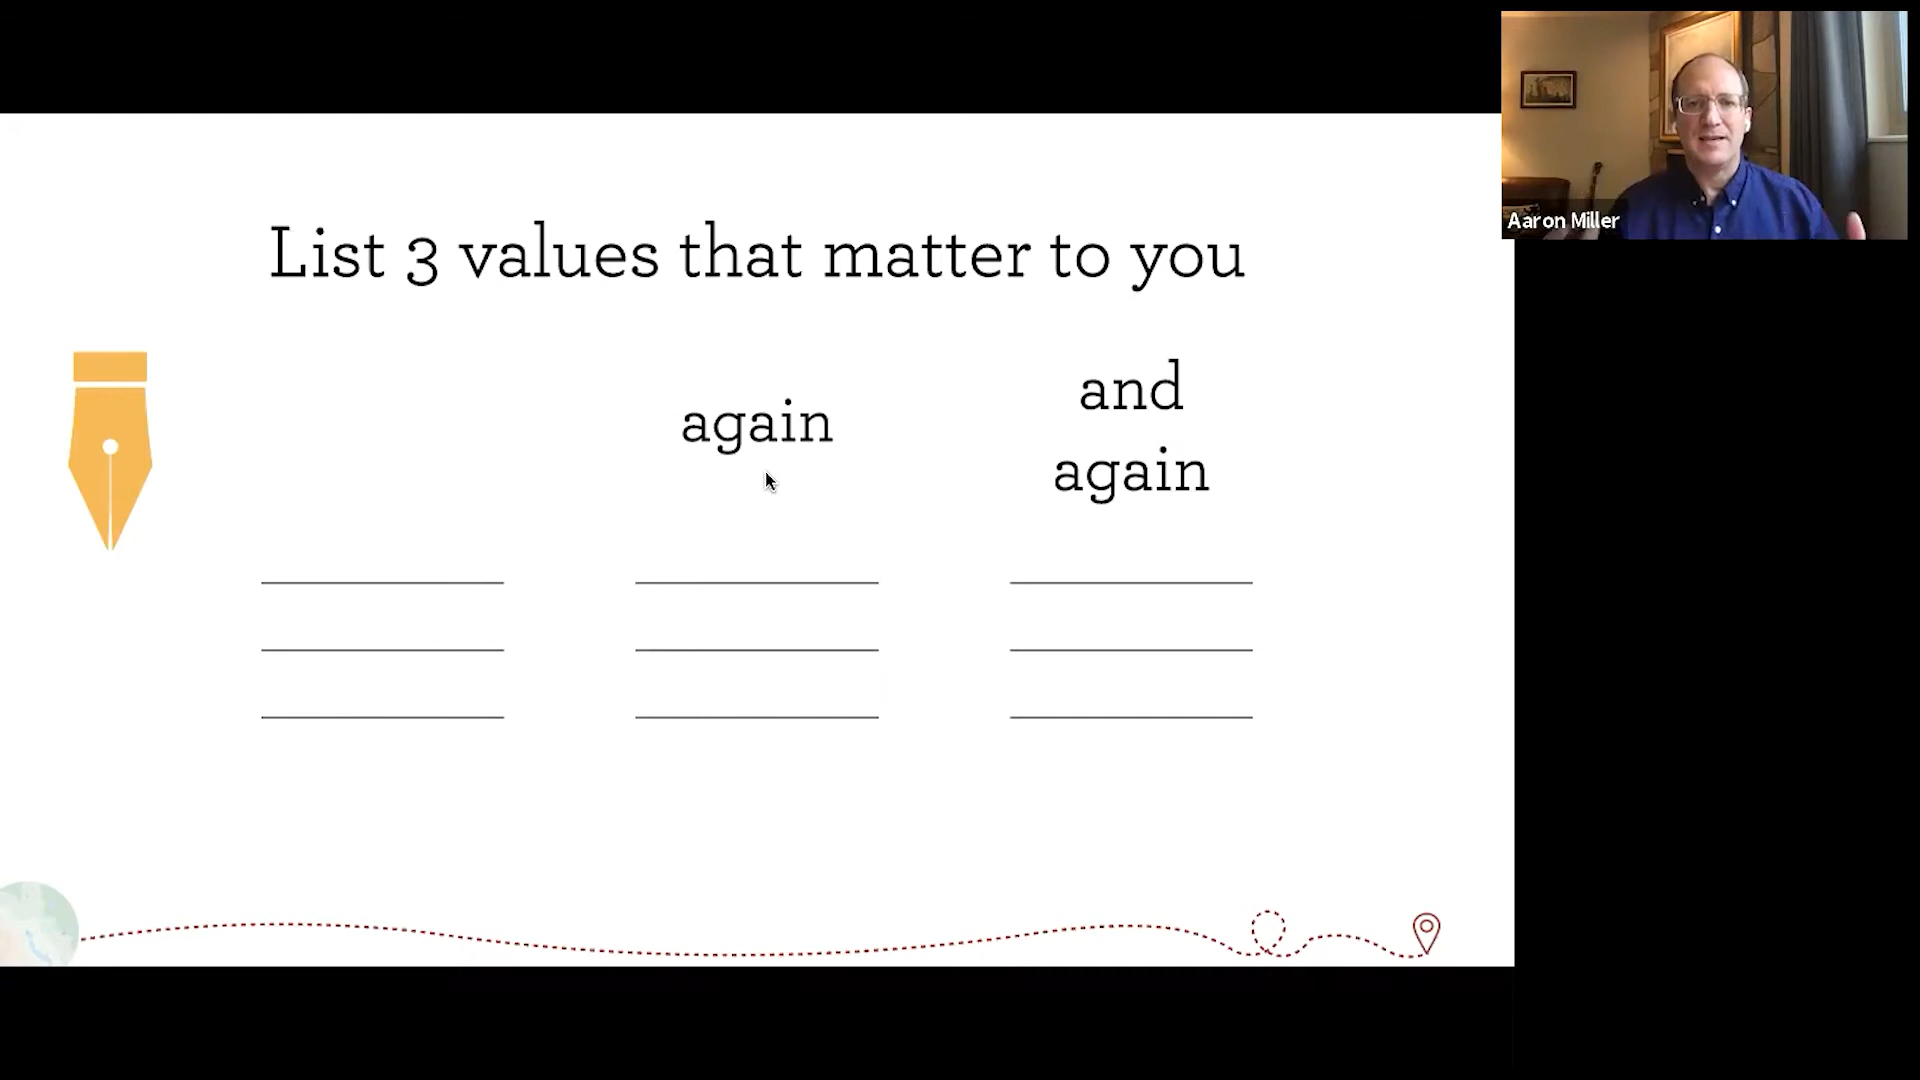 List 3 values that matter to you
again
and
again
Aaron Miller